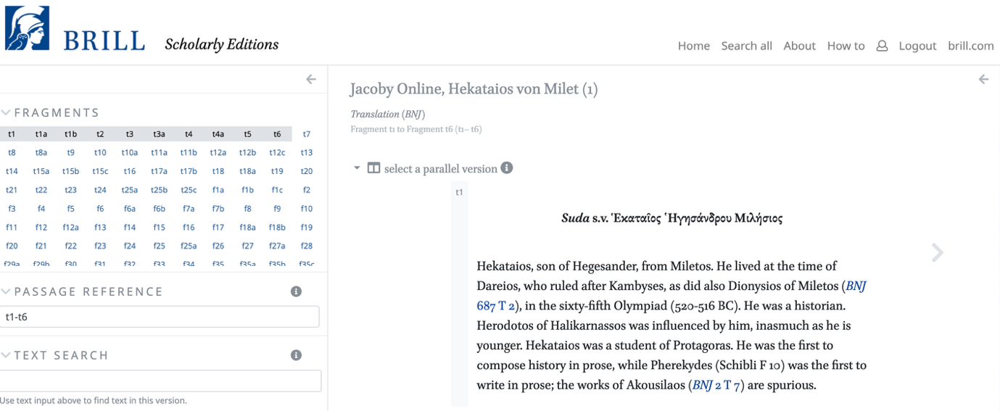 BRILL Scholarly Editions
Home Search all About How to Logout brill.com
FRAGMENTS
t1 t1a t1b t2 t3 t3a t4 t4a t5 t6 t7
t8 t8a t9 t10 t10a t11a t11b t12a t12b t12c t13
t14 t15a t15b t15c t16 t17a t17b t18 t18a t19 t20
t21 t22 t23 t24 t25a t25b t25c f1a f1b f1c f2
f3 f4 f5 f6 f6a f6b f7a f7b f8 f9 f10
f11 f12 f12a f13 f14 f15 f16 f17 f18a f18b f19
f20 f21 f22 f23 f24 f25 f25a f26 f27 f27a f28
f29a f29b f30 f31 f32 f33 f34 f35 f35a f35b f35c
PASSAGE REFERENCE
t1-t6
TEXT SEARCH
Use text input above to find text in this version.
Jacoby Online, Hekataios von Milet (1)
Translation (BNJ)
Fragment t1 to Fragment t6 (t1– t6)
select a parallel version
t1
Suda s.v. Ἑκαταῖος Ἡγησάνδρου Μιλήσιος
Hekataios, son of Hegesander, from Miletos. He lived at the time of
Dareios, who ruled after Kambyses, as did also Dionysios of Miletos (BNJ
687 T 2), in the sixty-fifth Olympiad (520-516 BC). He was a historian.
Herodotos of Halikarnassos was influenced by him, inasmuch as he is
younger. Hekataios was a student of Protagoras. He was the first to
compose history in prose, while Pherekydes (Schibli F 10) was the first to
write in prose; the works of Akousilaos (BNJ 2 T 7) are spurious.